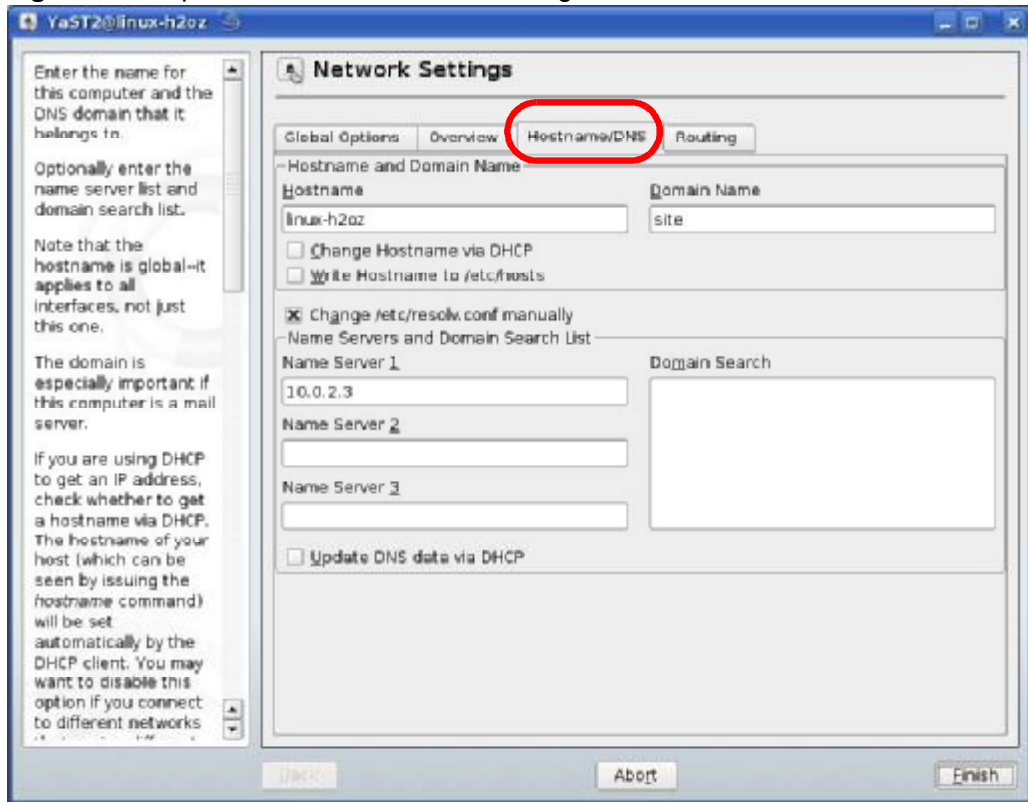 YaST2@linux-h2oz
Enter the name for
this computer and the
DNS domain that it
belongs to.
Optionally enter the
name server list and
domain search list.
Note that the
hostname is global--it
applies to all
interfaces, not just
this one.
The domain is
especially important if
this computer is a mail
server.
If you are using DHCP
to get an IP address,
check whether to get
a hostname via DHCP.
The hostname of your
host (which can be
seen by issuing the
hostname command)
will be set
automatically by the
DHCP client. You may
want to disable this
option if you connect
to different networks
Network Settings
Global Options Overview Hostname/DNS Routing
Hostname and Domain Name
Hostname Domain Name
linux-h2oz site
Change Hostname via DHCP
Write Hostname to /etc/hosts
Change /etc/resolv.conf manually
Name Servers and Domain Search List
Name Server 1 Domain Search
10.0.2.3
Name Server 2
Name Server 3
Update DNS data via DHCP
Back Abort Finish